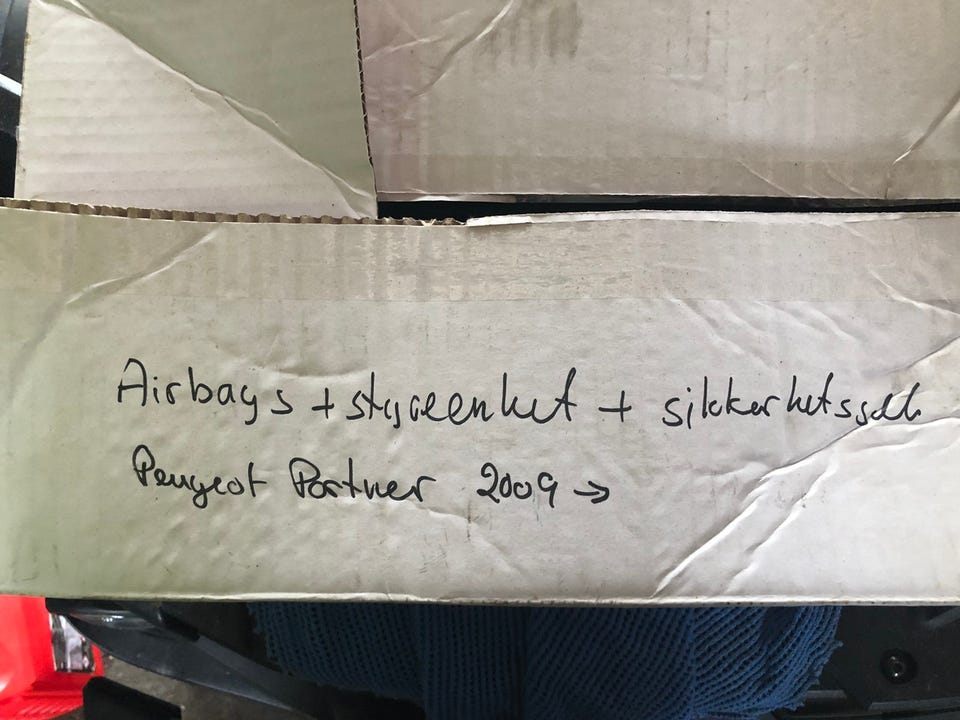 Airbags + styreenhet + sikkerhetssele
Peugeot Partner 2009 →